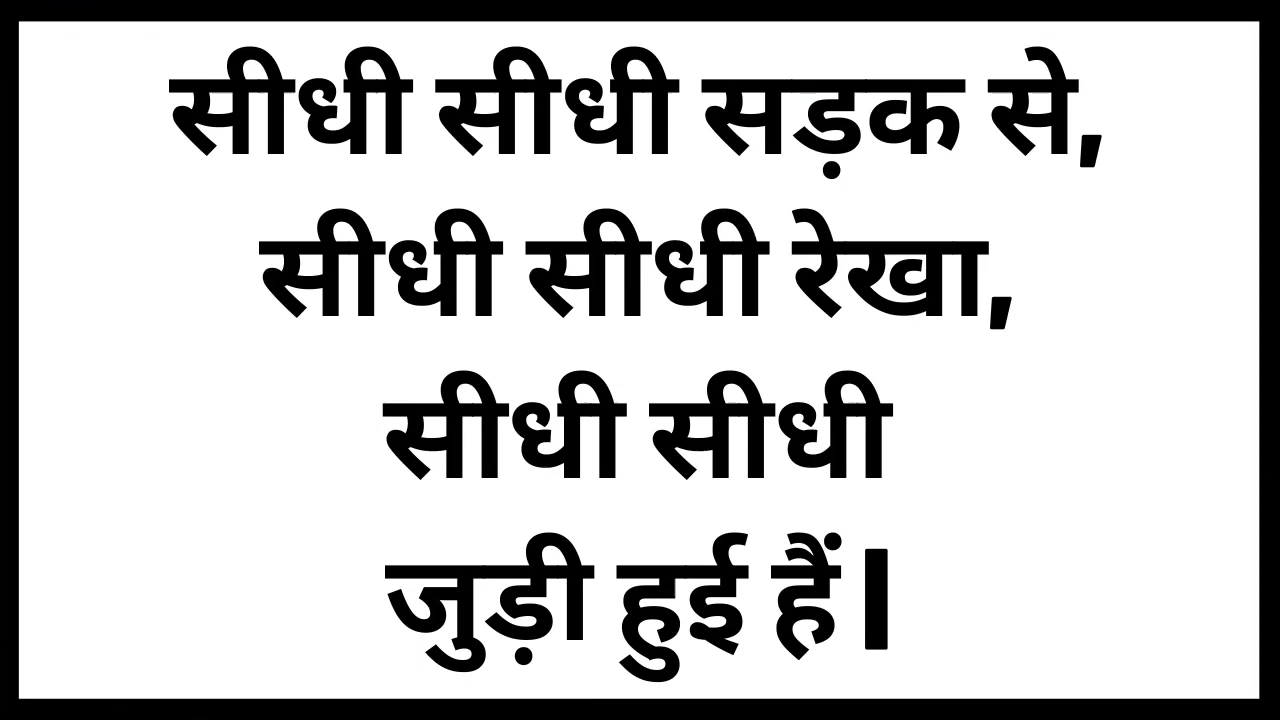 सीधी सीधी सड़क से,
सीधी सीधी रेखा,
सीधी सीधी
जुड़ी हुई हैं।